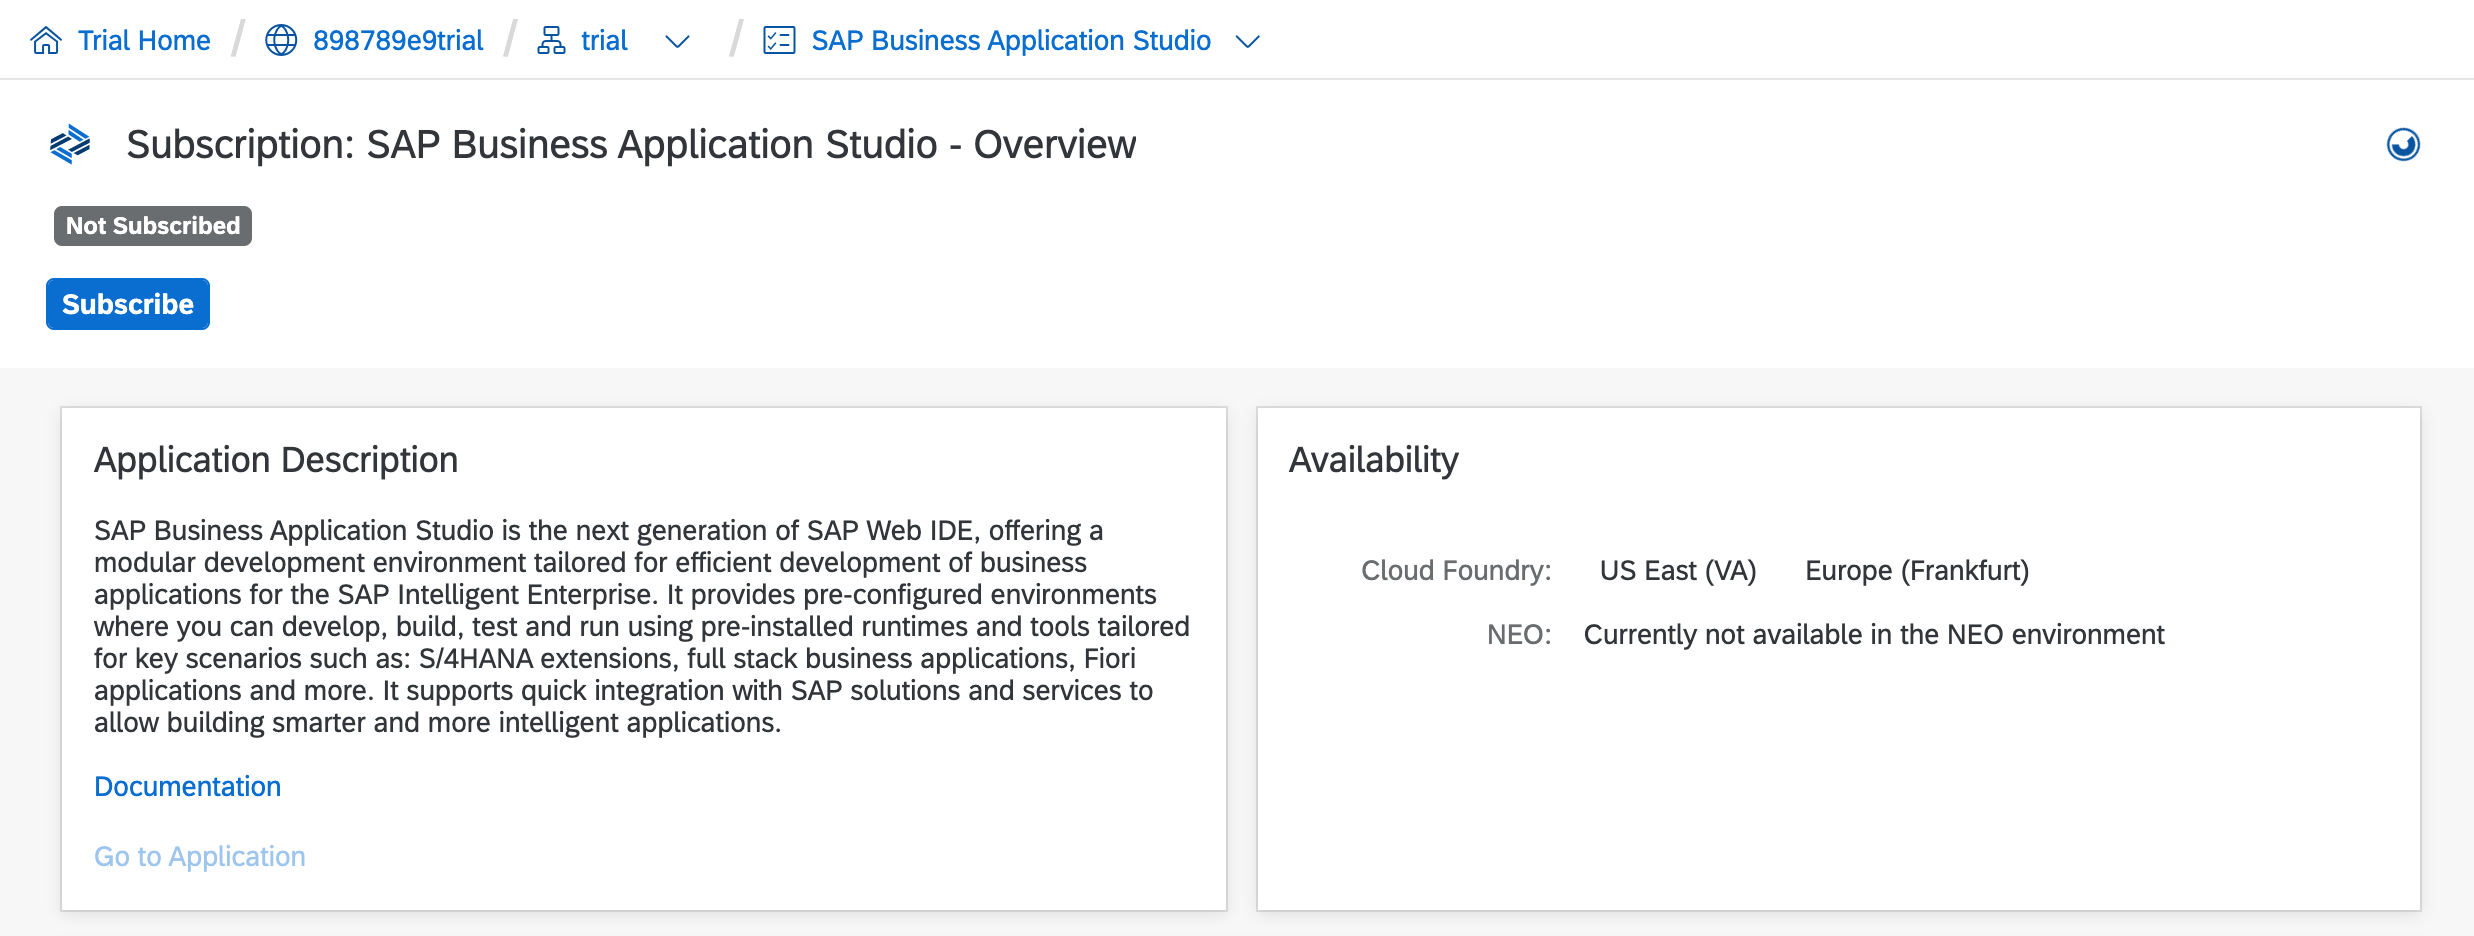 Trial Home / 898789e9trial / trial / SAP Business Application Studio
Subscription: SAP Business Application Studio - Overview
Not Subscribed
Subscribe
Application Description
SAP Business Application Studio is the next generation of SAP Web IDE, offering a
modular development environment tailored for efficient development of business
applications for the SAP Intelligent Enterprise. It provides pre-configured environments
where you can develop, build, test and run using pre-installed runtimes and tools tailored
for key scenarios such as: S/4HANA extensions, full stack business applications, Fiori
applications and more. It supports quick integration with SAP solutions and services to
allow building smarter and more intelligent applications.
Documentation
Go to Application
Availability
Cloud Foundry: US East (VA) Europe (Frankfurt)
NEO: Currently not available in the NEO environment